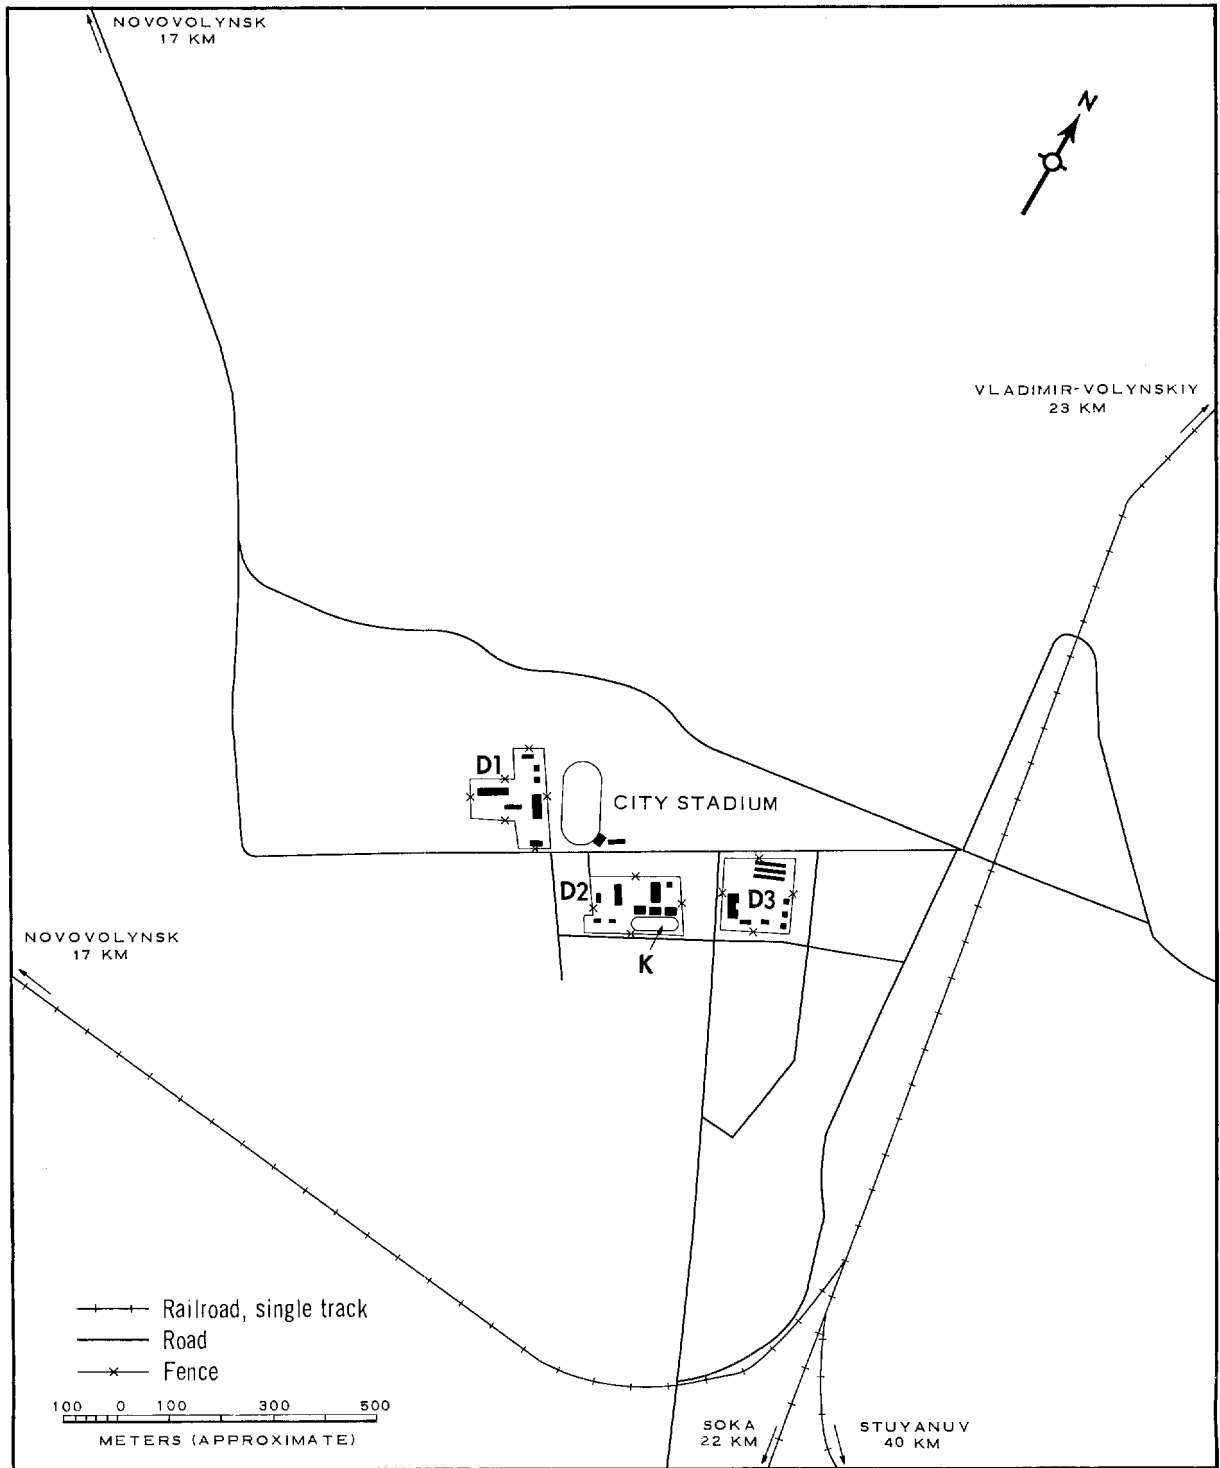 NOVOVOLYNSK
17 KM
N
VLADIMIR-VOLYNSKIY
23 KM
D1
CITY STADIUM
D2
D3
K
NOVOVOLYNSK
17 KM
Railroad, single track
Road
Fence
100 0 100 300 500
METERS (APPROXIMATE)
SOKA
22 KM
STUYANUV
40 KM